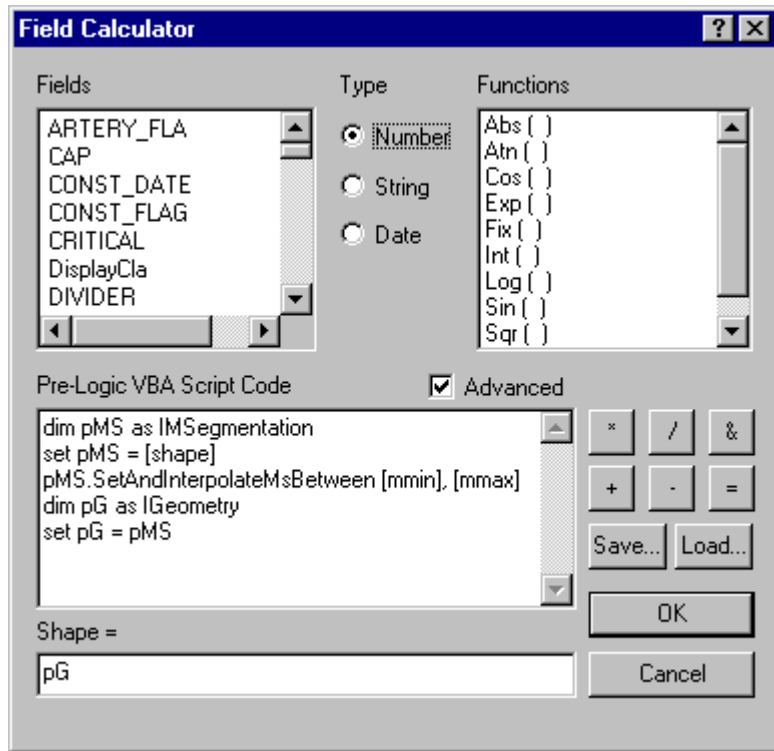 Field Calculator
Fields
Type
Functions
ARTERY_FLA
CAP
CONST_DATE
CONST_FLAG
CRITICAL
DisplayCla
DIVIDER
Number
String
Date
Abs ( )
Atn ( )
Cos ( )
Exp ( )
Fix ( )
Int ( )
Log ( )
Sin ( )
Sqr ( )
Pre-Logic VBA Script Code
Advanced
dim pMS as IMSegmentation
set pMS = [shape]
pMS.SetAndInterpolateMsBetween [mmin], [mmax]
dim pG as IGeometry
set pG = pMS
* / &
+ - =
Save... Load...
OK
Shape =
pG
Cancel